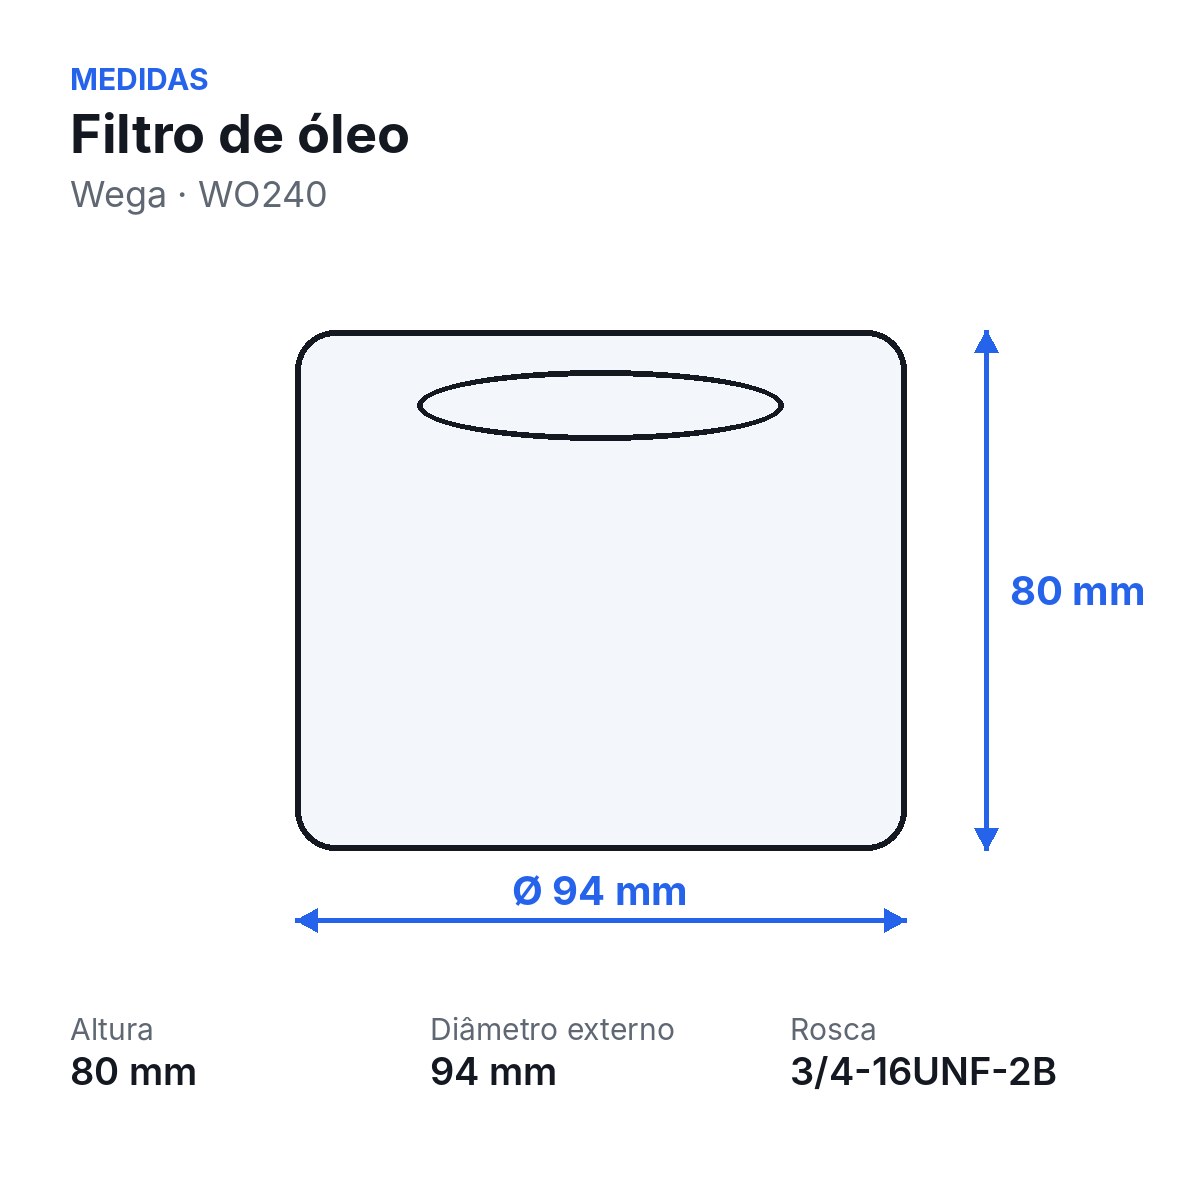 MEDIDAS
Filtro de óleo
Wega · WO240
80 mm
Ø 94 mm
Altura
80 mm
Diâmetro externo
94 mm
Rosca
3/4-16UNF-2B